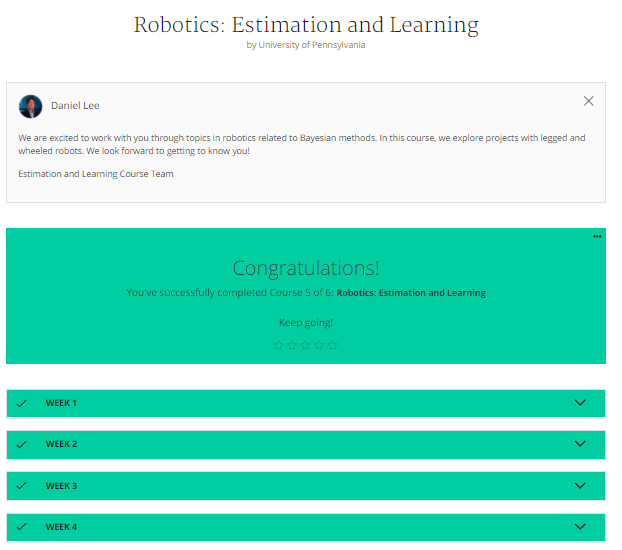 Robotics: Estimation and Learning
by University of Pennsylvania
Daniel Lee
We are excited to work with you through topics in robotics related to Bayesian methods. In this course, we explore projects with legged and
wheeled robots. We look forward to getting to know you!
Estimation and Learning Course Team
Congratulations!
You've successfully completed Course 5 of 6: Robotics: Estimation and Learning
Keep going!
WEEK 1
WEEK 2
WEEK 3
WEEK 4